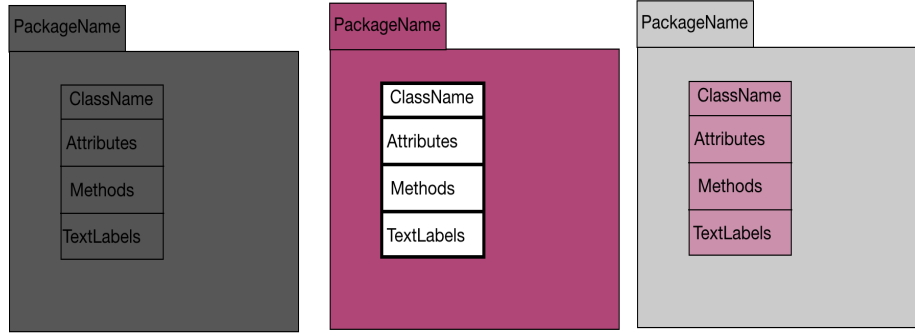 PackageName
ClassName
Attributes
Methods
TextLabels
PackageName
ClassName
Attributes
Methods
TextLabels
PackageName
ClassName
Attributes
Methods
TextLabels